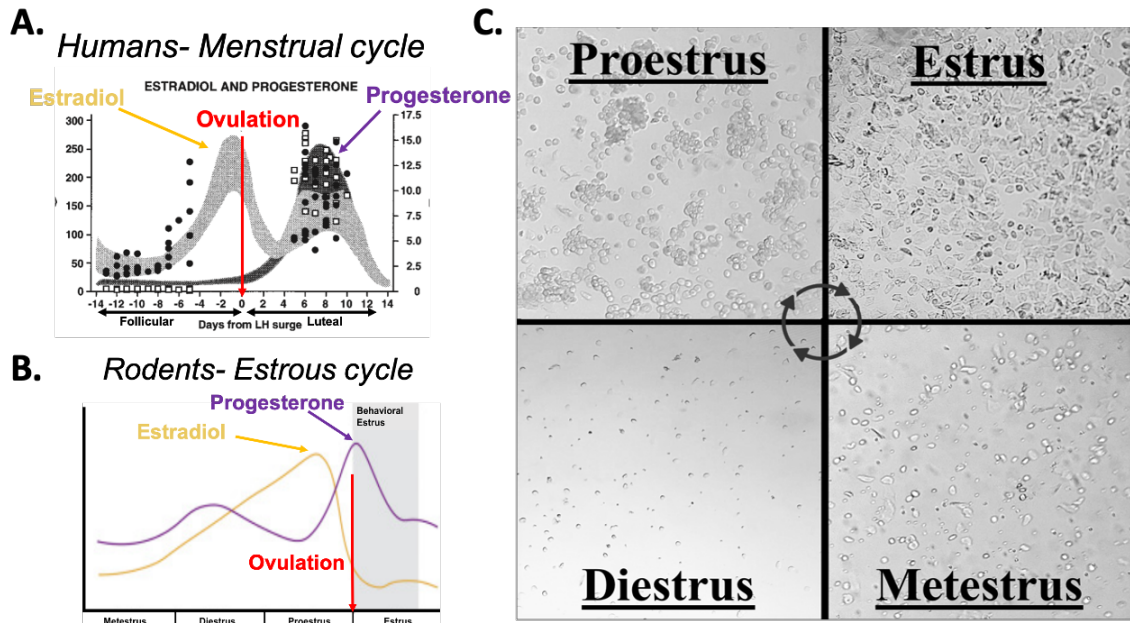 A.
Humans- Menstrual cycle
ESTRADIOL AND PROGESTERONE
Estradiol
Progesterone
Ovulation
300
250
200
150
100
50
0
17.5
15.0
12.5
10.0
7.5
5.0
2.5
0
-14 -12 -10 -8 -6 -4 -2 0 2 4 6 8 10 12 14
Follicular
Days from LH surge
Luteal
B.
Rodents- Estrous cycle
Progesterone
Behavioral
Estrus
Estradiol
Ovulation
Metestrus Diestrus Proestrus Estrus
C.
Proestrus
Estrus
Diestrus
Metestrus